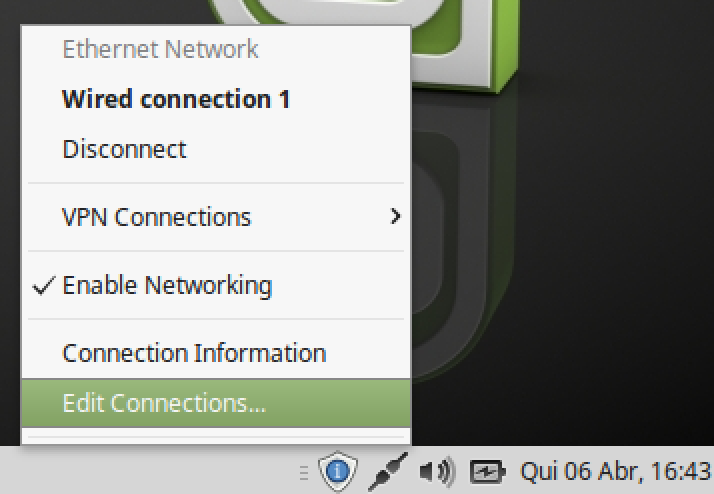 Ethernet Network
Wired connection 1
Disconnect
VPN Connections
Enable Networking
Connection Information
Edit Connections...
Qui 06 Abr, 16:43